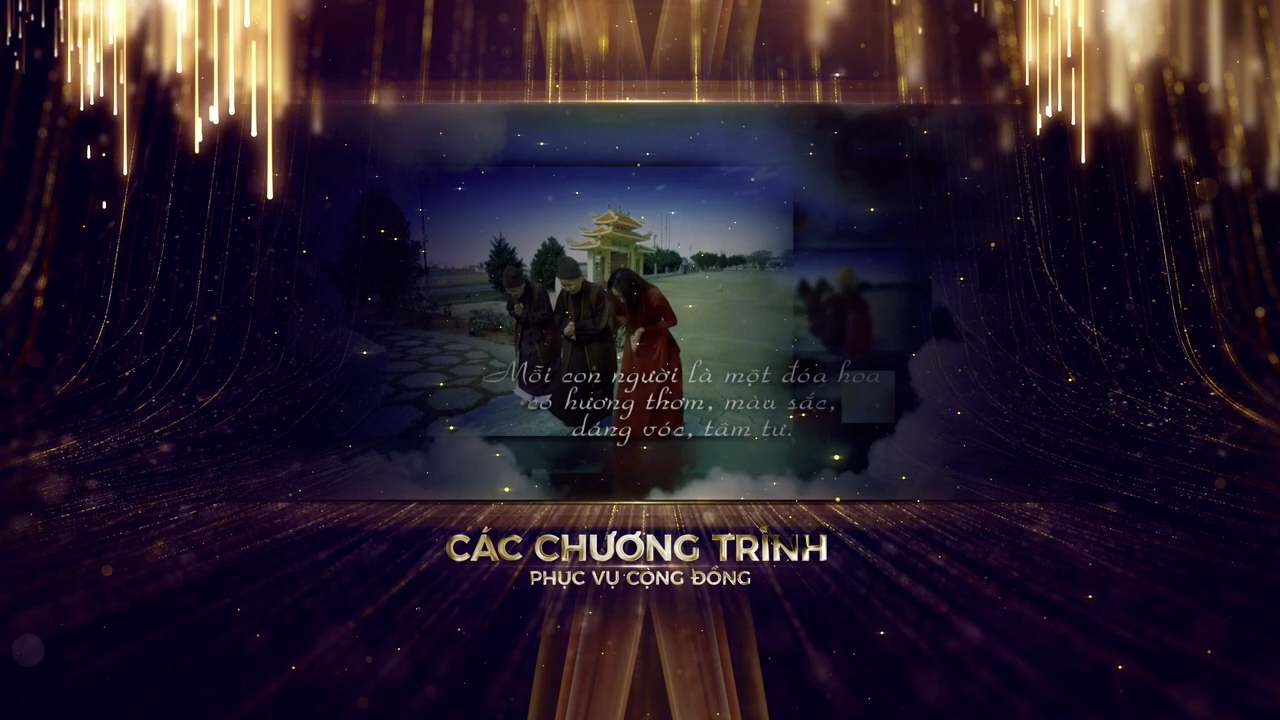 Mỗi con người là một đóa hoa
có hương thơm, màu sắc,
dáng vóc, tâm tư.
CÁC CHƯƠNG TRÌNH
PHỤC VỤ CỘNG ĐỒNG